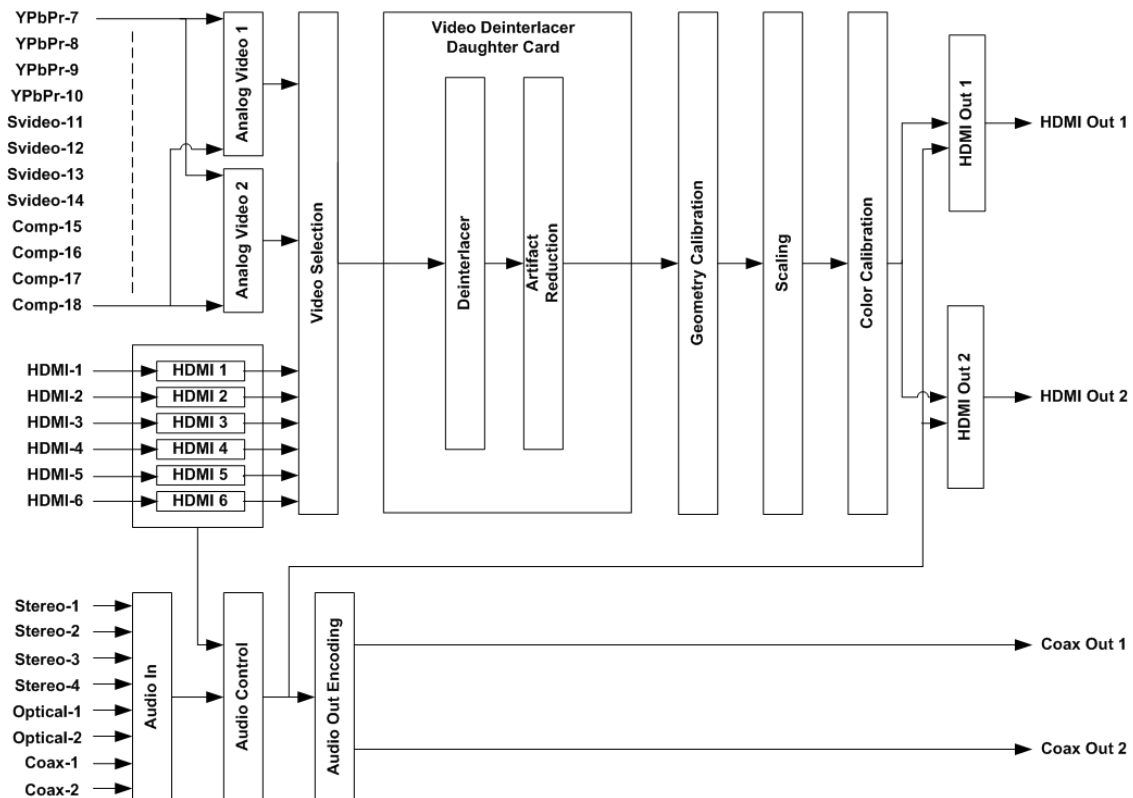 YPbPr-7
YPbPr-8
YPbPr-9
YPbPr-10
Svideo-11
Svideo-12
Svideo-13
Svideo-14
Comp-15
Comp-16
Comp-17
Comp-18
HDMI-1
HDMI-2
HDMI-3
HDMI-4
HDMI-5
HDMI-6
Stereo-1
Stereo-2
Stereo-3
Stereo-4
Optical-1
Optical-2
Coax-1
Coax-2
Analog Video 1
Analog Video 2
HDMI 1
HDMI 2
HDMI 3
HDMI 4
HDMI 5
HDMI 6
Audio In
Audio Control
Audio Out Encoding
Video Selection
Video Deinterlacer
Daughter Card
Deinterlacer
Artifact
Reduction
Geometry Calibration
Scaling
Color Calibration
HDMI Out 1
HDMI Out 2
HDMI Out 1
HDMI Out 2
Coax Out 1
Coax Out 2